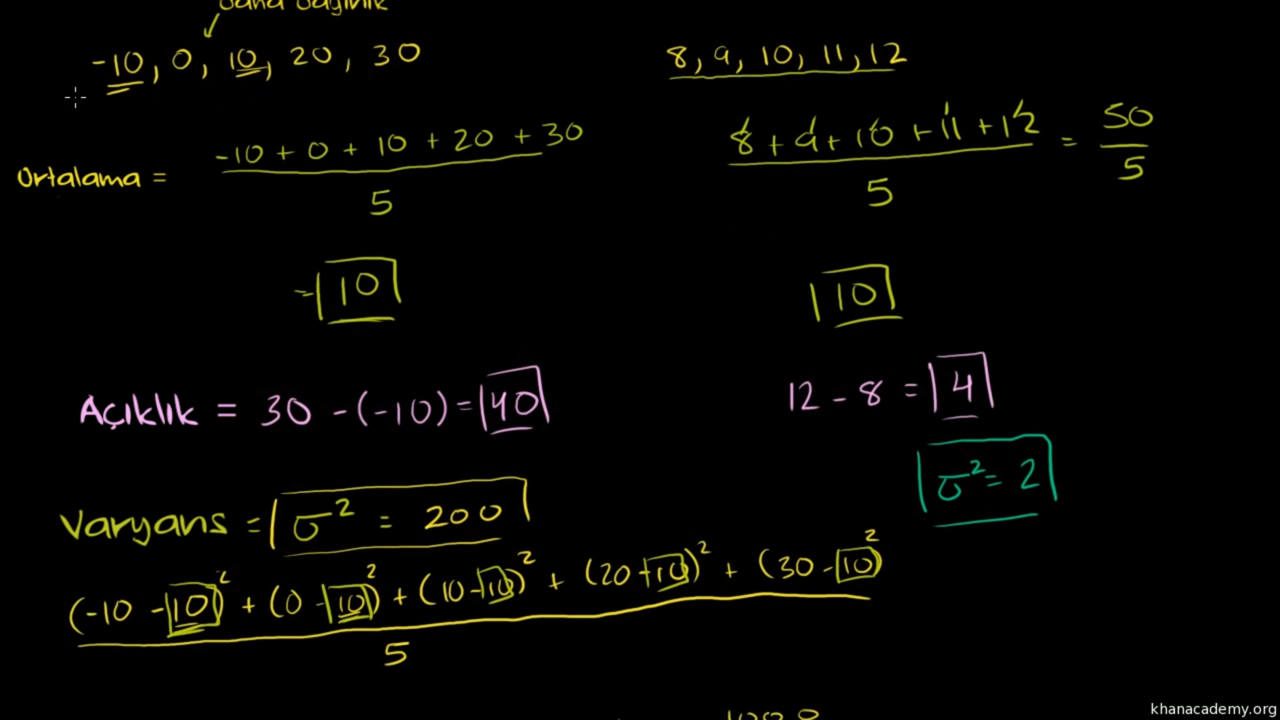 daha dağınık
-10, 0, 10, 20, 30
8, 9, 10, 11, 12
Ortalama = -10 + 0 + 10 + 20 + 30
5
8 + 9 + 10 + 11 + 12 = 50
5 5
= 10
10
Açıklık = 30 - (-10) = 40
12 - 8 = 4
σ² = 2
Varyans = σ² = 200
(-10 - 10)² + (0 - 10)² + (10 - 10)² + (20 - 10)² + (30 - 10)²
5
khanacademy.org